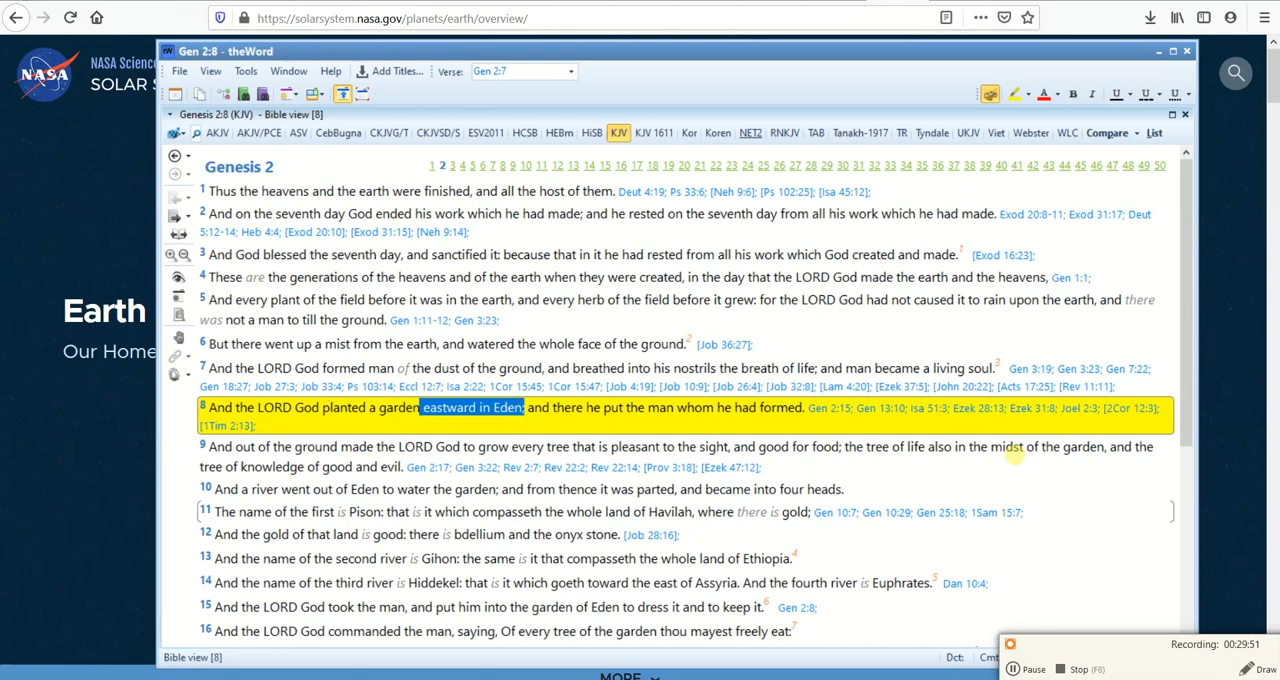 https://solarsystem.nasa.gov/planets/earth/overview/
NASA
NASA Science
SOLAR S
Earth
Our Home
Gen 2:8 - theWord
File View Tools Window Help Add Titles... Verse: Gen 2:7
B I U U U
Genesis 2:8 (KJV) - Bible view [8]
AKJV AKJV/PCE ASV CebBugna CKJVG/T CKJVSD/S ESV2011 HCSB HEBm HiSB KJV KJV 1611 Kor Koren NET2 RNKJV TAB Tanakh-1917 TR Tyndale UKJV Viet Webster WLC Compare List
Genesis 2 1 2 3 4 5 6 7 8 9 10 11 12 13 14 15 16 17 18 19 20 21 22 23 24 25 26 27 28 29 30 31 32 33 34 35 36 37 38 39 40 41 42 43 44 45 46 47 48 49 50
1 Thus the heavens and the earth were finished, and all the host of them. Deut 4:19; Ps 33:6; [Neh 9:6]; [Ps 102:25]; [Isa 45:12];
2 And on the seventh day God ended his work which he had made; and he rested on the seventh day from all his work which he had made. Exod 20:8-11; Exod 31:17; Deut
5:12-14; Heb 4:4; [Exod 20:10]; [Exod 31:15]; [Neh 9:14];
3 And God blessed the seventh day, and sanctified it: because that in it he had rested from all his work which God created and made. 1 [Exod 16:23];
4 These are the generations of the heavens and of the earth when they were created, in the day that the LORD God made the earth and the heavens, Gen 1:1;
5 And every plant of the field before it was in the earth, and every herb of the field before it grew: for the LORD God had not caused it to rain upon the earth, and there
was not a man to till the ground. Gen 1:11-12; Gen 3:23;
6 But there went up a mist from the earth, and watered the whole face of the ground. 2 [Job 36:27];
7 And the LORD God formed man of the dust of the ground, and breathed into his nostrils the breath of life; and man became a living soul. 3 Gen 3:19; Gen 3:23; Gen 7:22;
Gen 18:27; Job 27:3; Job 33:4; Ps 103:14; Eccl 12:7; Isa 2:22; 1Cor 15:45; 1Cor 15:47; [Job 4:19]; [Job 10:9]; [Job 26:4]; [Job 32:8]; [Lam 4:20]; [Ezek 37:5]; [John 20:22]; [Acts 17:25]; [Rev 11:11];
8 And the LORD God planted a garden eastward in Eden; and there he put the man whom he had formed. Gen 2:15; Gen 13:10; Isa 51:3; Ezek 28:13; Ezek 31:8; Joel 2:3; [2Cor 12:3];
[1Tim 2:13];
9 And out of the ground made the LORD God to grow every tree that is pleasant to the sight, and good for food; the tree of life also in the midst of the garden, and the
tree of knowledge of good and evil. Gen 2:17; Gen 3:22; Rev 2:7; Rev 22:2; Rev 22:14; [Prov 3:18]; [Ezek 47:12];
10 And a river went out of Eden to water the garden; and from thence it was parted, and became into four heads.
11 The name of the first is Pison: that is it which compasseth the whole land of Havilah, where there is gold; Gen 10:7; Gen 10:29; Gen 25:18; 1Sam 15:7;
12 And the gold of that land is good: there is bdellium and the onyx stone. [Job 28:16];
13 And the name of the second river is Gihon: the same is it that compasseth the whole land of Ethiopia. 4
14 And the name of the third river is Hiddekel: that is it which goeth toward the east of Assyria. And the fourth river is Euphrates. 5 Dan 10:4;
15 And the LORD God took the man, and put him into the garden of Eden to dress it and to keep it. 6 Gen 2:8;
16 And the LORD God commanded the man, saying, Of every tree of the garden thou mayest freely eat: 7
Bible view [8] Dct: Cmt
MORE
Recording: 00:29:51
Pause Stop (F8) Draw